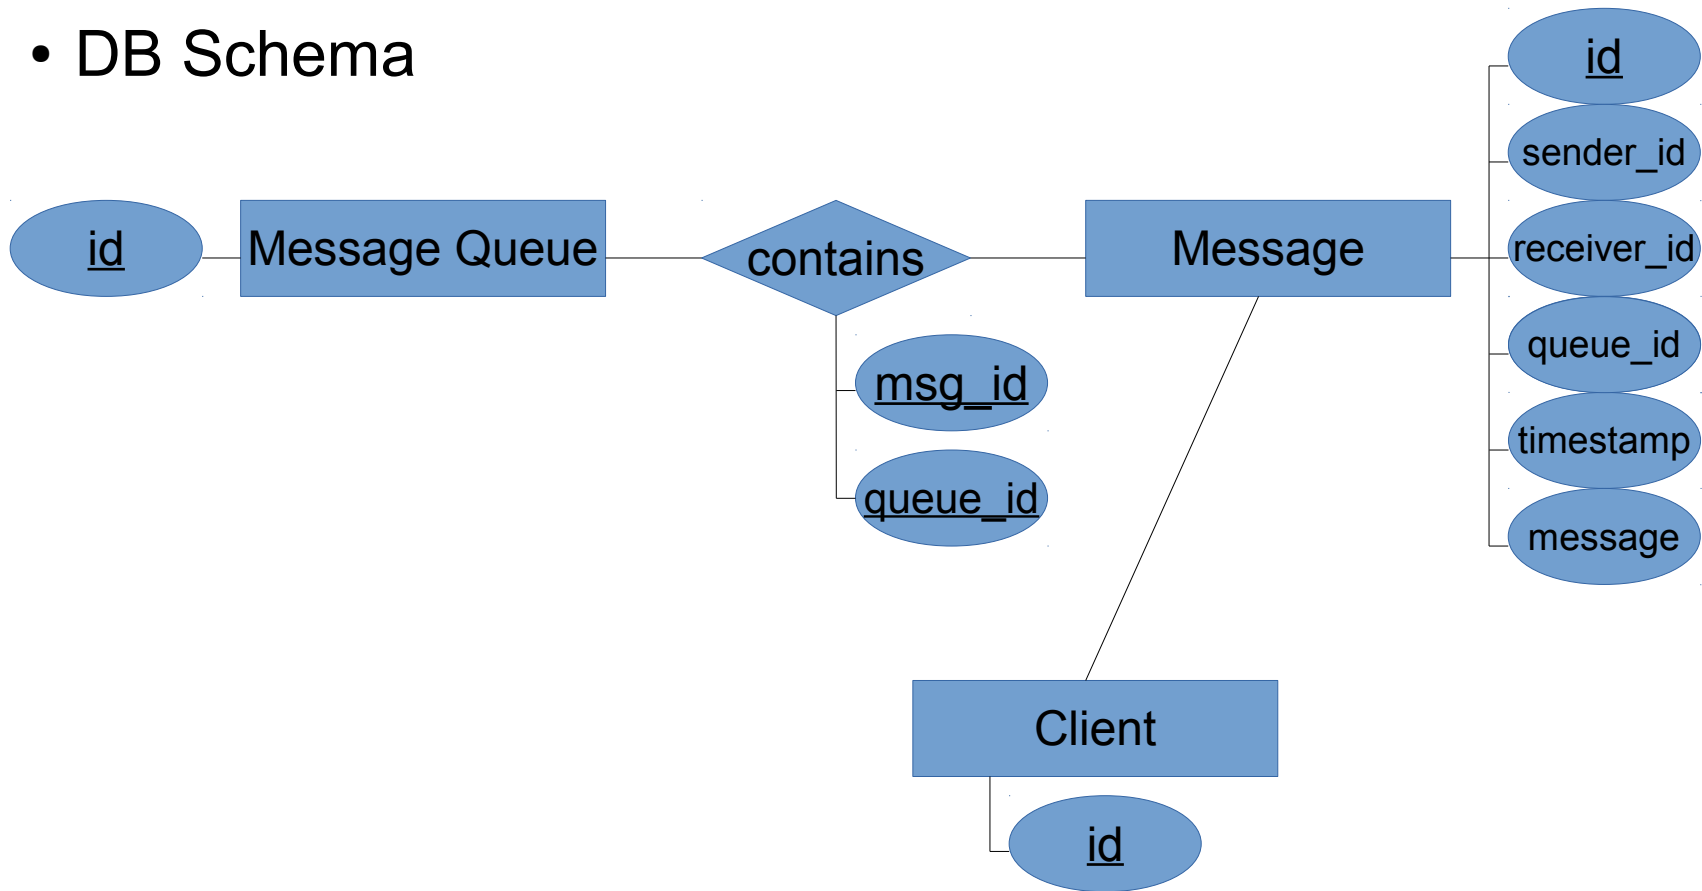 • DB Schema
id
Message Queue
contains
Message
id
sender_id
receiver_id
queue_id
timestamp
message
msg_id
queue_id
Client
id